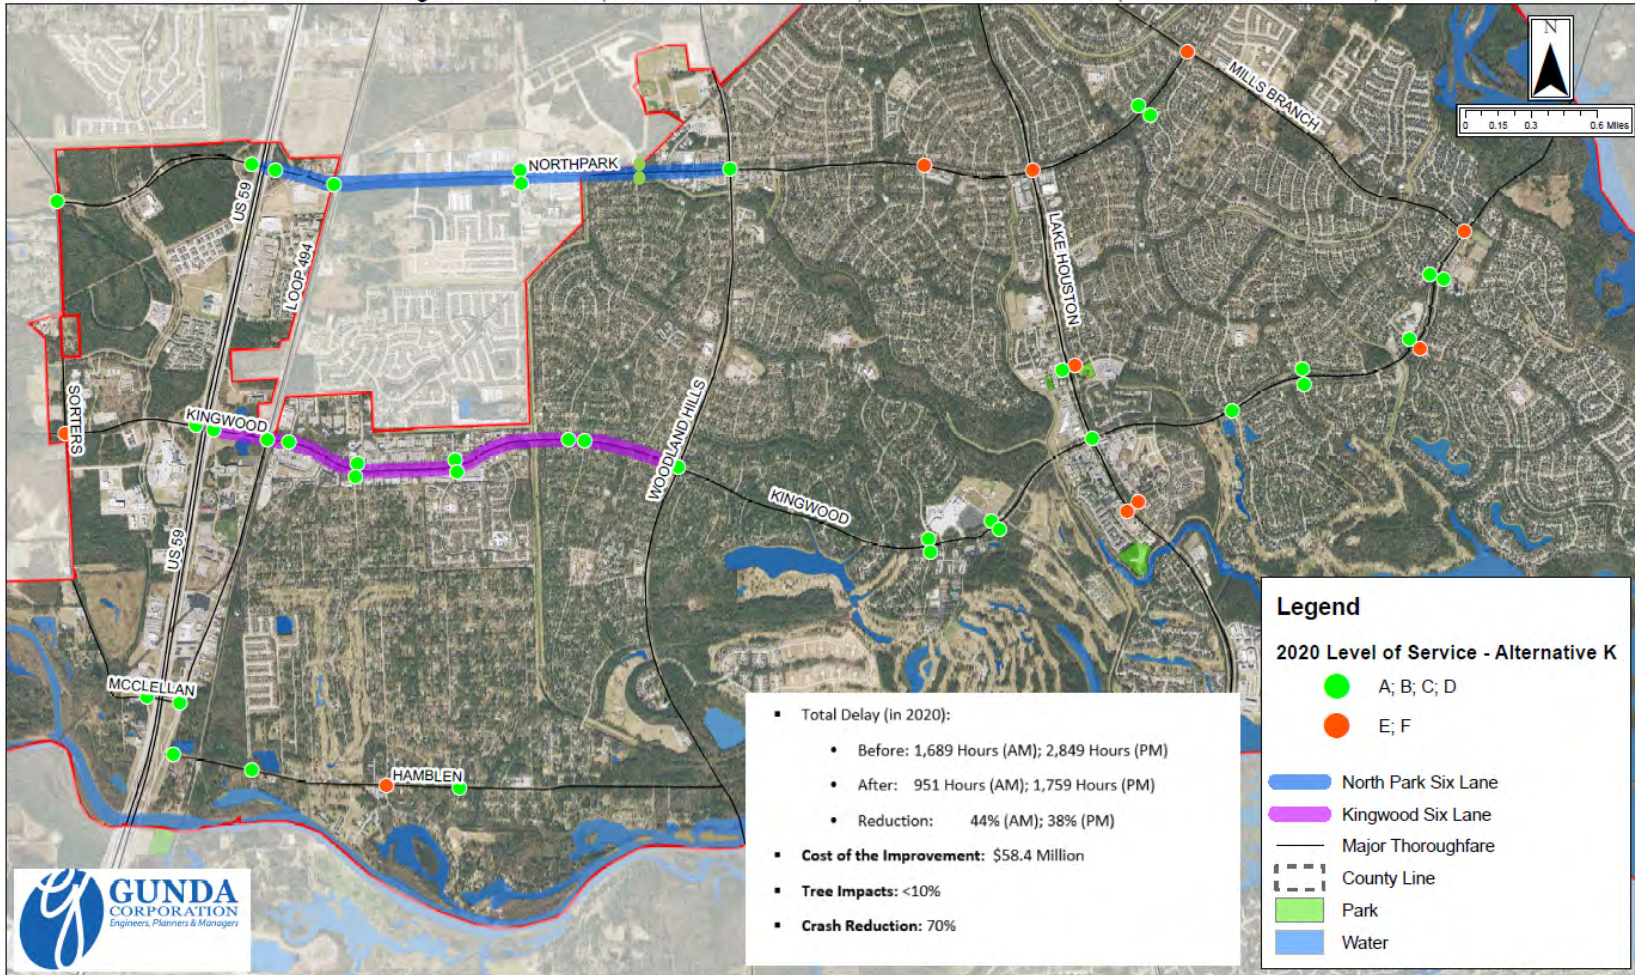 N
0 0.15 0.3 0.6 Miles
MILLS BRANCH
NORTHPARK
US 59
LOOP 494
LAKE HOUSTON
SORTERS
KINGWOOD
WOODLAND HILLS
KINGWOOD
US 59
MCCLELLAN
HAMBLEN
▪ Total Delay (in 2020):
• Before: 1,689 Hours (AM); 2,849 Hours (PM)
• After: 951 Hours (AM); 1,759 Hours (PM)
• Reduction: 44% (AM); 38% (PM)
▪ Cost of the Improvement: $58.4 Million
▪ Tree Impacts: <10%
▪ Crash Reduction: 70%
Legend
2020 Level of Service - Alternative K
A; B; C; D
E; F
North Park Six Lane
Kingwood Six Lane
Major Thoroughfare
County Line
Park
Water
GUNDA
CORPORATION
Engineers, Planners & Managers